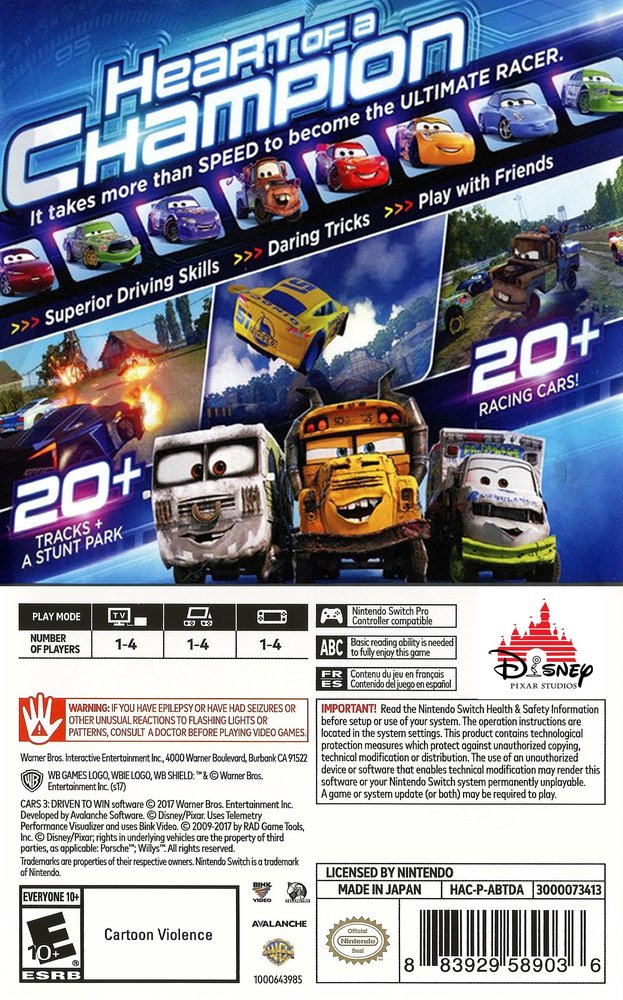 95
HEART OF A
CHAMPION
It takes more than SPEED to become the ULTIMATE RACER.
>>> Superior Driving Skills >>> Daring Tricks >>> Play with Friends
20+
TRACKS +
A STUNT PARK
20+
RACING CARS!
PLAY MODE
TV
NUMBER
OF PLAYERS
1-4
1-4
1-4
Nintendo Switch Pro
Controller compatible
ABC
Basic reading ability is needed
to fully enjoy this game
FR
ES
Contenu du jeu en français
Contenido del juego en español
Disney
PIXAR STUDIOS
WARNING: IF YOU HAVE EPILEPSY OR HAVE HAD SEIZURES OR
OTHER UNUSUAL REACTIONS TO FLASHING LIGHTS OR
PATTERNS, CONSULT A DOCTOR BEFORE PLAYING VIDEO GAMES.
Warner Bros. Interactive Entertainment Inc., 4000 Warner Boulevard, Burbank CA 91522
WB GAMES LOGO, WBIE LOGO, WB SHIELD: ™ & © Warner Bros.
Entertainment Inc. (s17)
CARS 3: DRIVEN TO WIN software © 2017 Warner Bros. Entertainment Inc.
Developed by Avalanche Software. © Disney/Pixar. Uses Telemetry
Performance Visualizer and uses Bink Video. © 2009-2017 by RAD Game Tools,
Inc. © Disney/Pixar; rights in underlying vehicles are the property of third
parties, as applicable: Porsche™; Willys™. All rights reserved.
Trademarks are properties of their respective owners. Nintendo Switch is a trademark
of Nintendo.
IMPORTANT! Read the Nintendo Switch Health & Safety Information
before setup or use of your system. The operation instructions are
located in the system settings. This product contains technological
protection measures which protect against unauthorized copying,
technical modification or distribution. The use of an unauthorized
device or software that enables technical modification may render this
software or your Nintendo Switch system permanently unplayable.
A game or system update (or both) may be required to play.
EVERYONE 10+
E
10+
®
ESRB
Cartoon Violence
BINK
VIDEO
TELEMETRY
AVALANCHE
WB
1000643985
LICENSED BY NINTENDO
MADE IN JAPAN
HAC-P-ABTDA
3000073413
Official
Nintendo
Seal
8 83929 58903 6